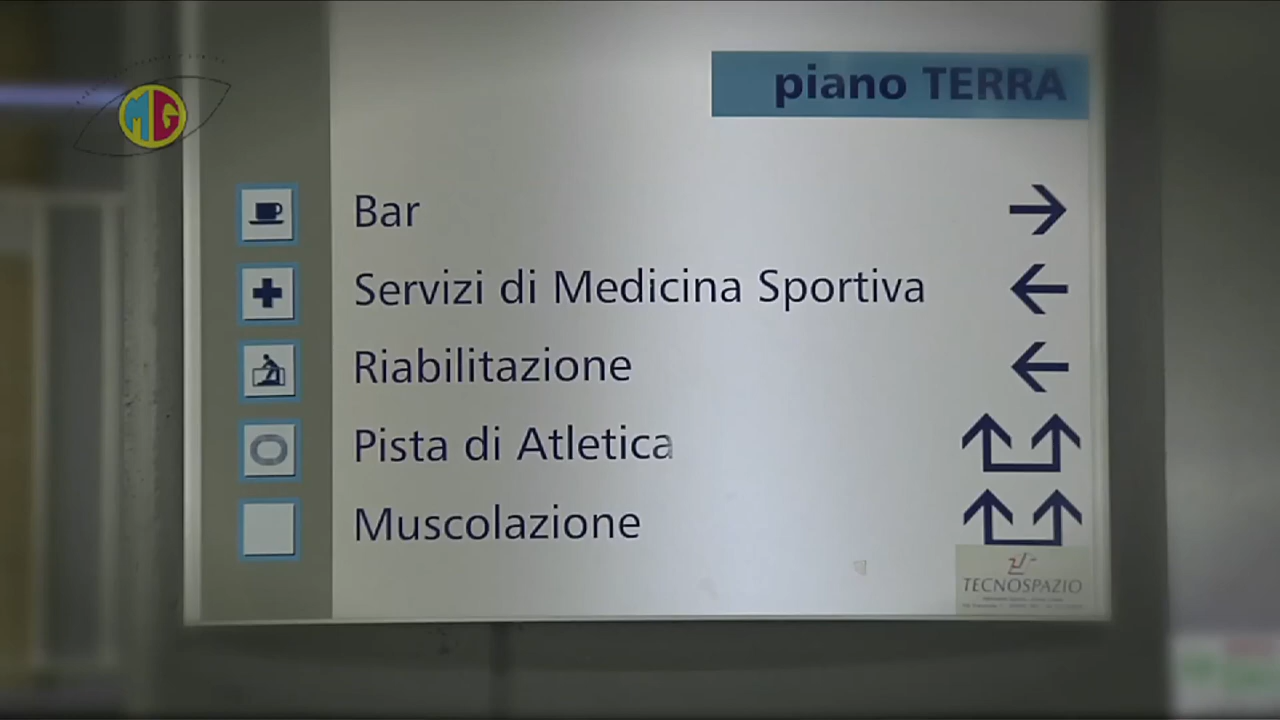 MG
piano TERRA
Bar
Servizi di Medicina Sportiva
Riabilitazione
Pista di Atletica
Muscolazione
TECNOSPAZIO